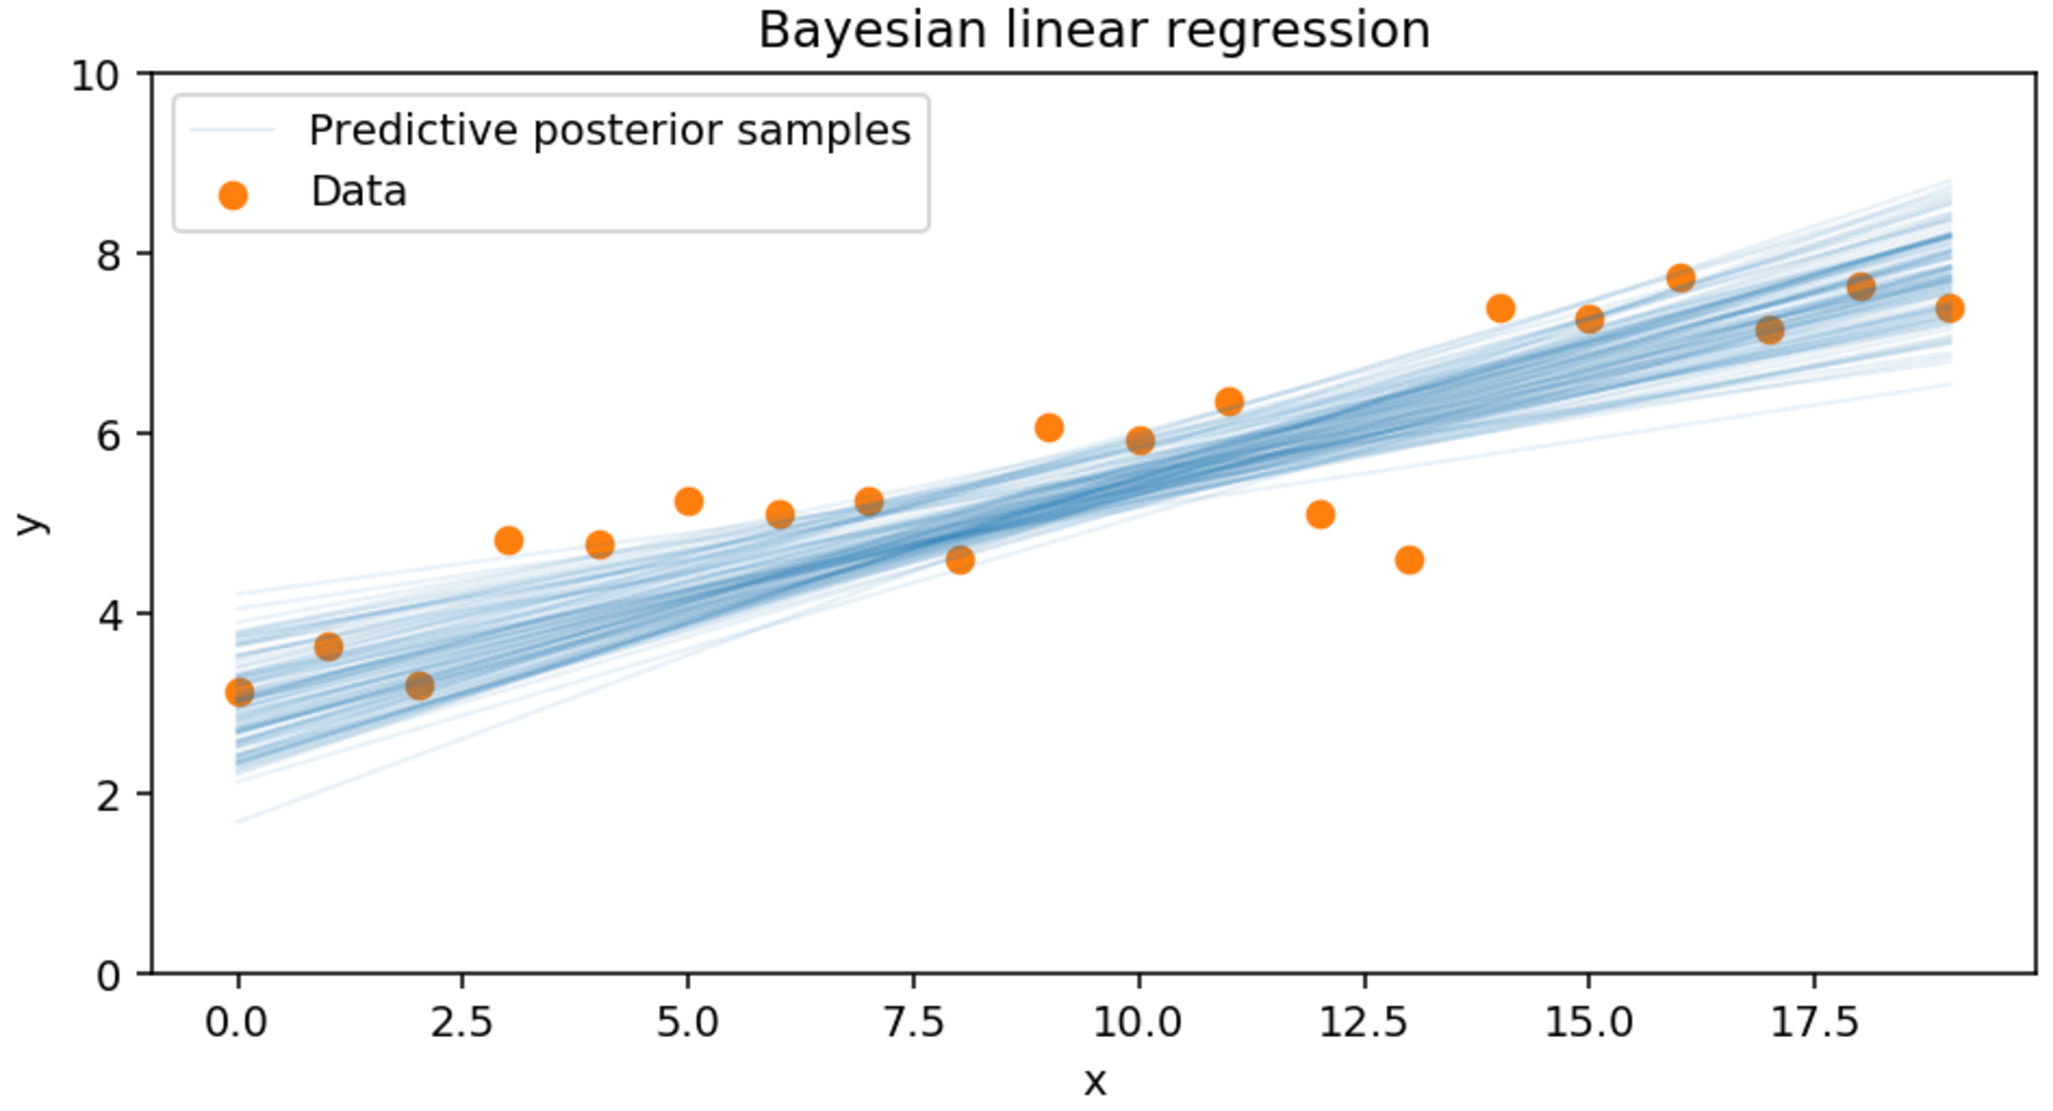 Bayesian linear regression
10
Predictive posterior samples
Data
8
6
y
4
2
0
0.0 2.5 5.0 7.5 10.0 12.5 15.0 17.5
x